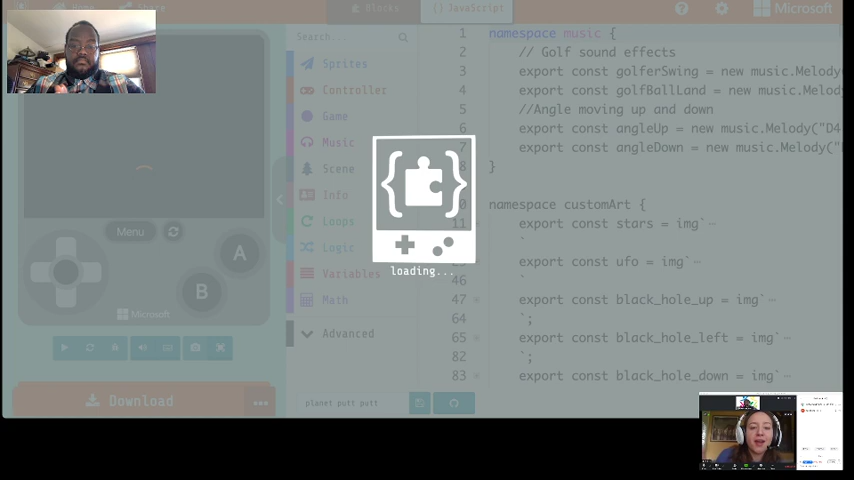 Home
Share
Blocks
JavaScript
Microsoft
Search...
Sprites
Controller
Game
Music
Scene
Info
Loops
Logic
Variables
Math
Advanced
Menu
A
B
Microsoft
Download
planet putt putt
loading...
1 namespace music {
2 // Golf sound effects
3 export const golferSwing = new music.Melody(
4 export const golfBallLand = new music.Melod
5 //Angle moving up and down
6 export const angleUp = new music.Melody("D4
7 export const angleDown = new music.Melody("
8 }
namespace customArt {
11 export const stars = img`
`
export const ufo = img`
46 `
47 export const black_hole_up = img`
64 `;
65 export const black_hole_left = img`
82 `;
83 export const black_hole_down = img`